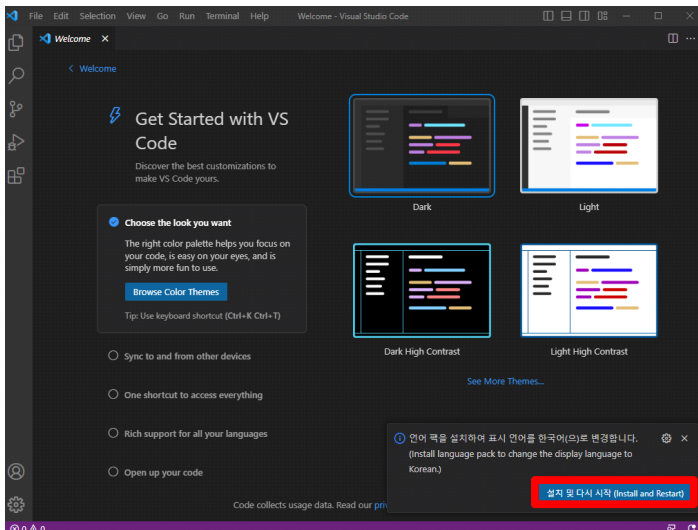 File Edit Selection View Go Run Terminal Help
Welcome - Visual Studio Code
Welcome
Welcome
Get Started with VS
Code
Discover the best customizations to
make VS Code yours.
Choose the look you want
The right color palette helps you focus on
your code, is easy on your eyes, and is
simply more fun to use.
Browse Color Themes
Tip: Use keyboard shortcut (Ctrl+K Ctrl+T)
Sync to and from other devices
One shortcut to access everything
Rich support for all your languages
Open up your code
Dark
Light
Dark High Contrast
Light High Contrast
See More Themes...
Code collects usage data. Read our
언어 팩을 설치하여 표시 언어를 한국어(으)로 변경합니다.
(Install language pack to change the display language to
Korean.)
설치 및 다시 시작 (Install and Restart)
0 0